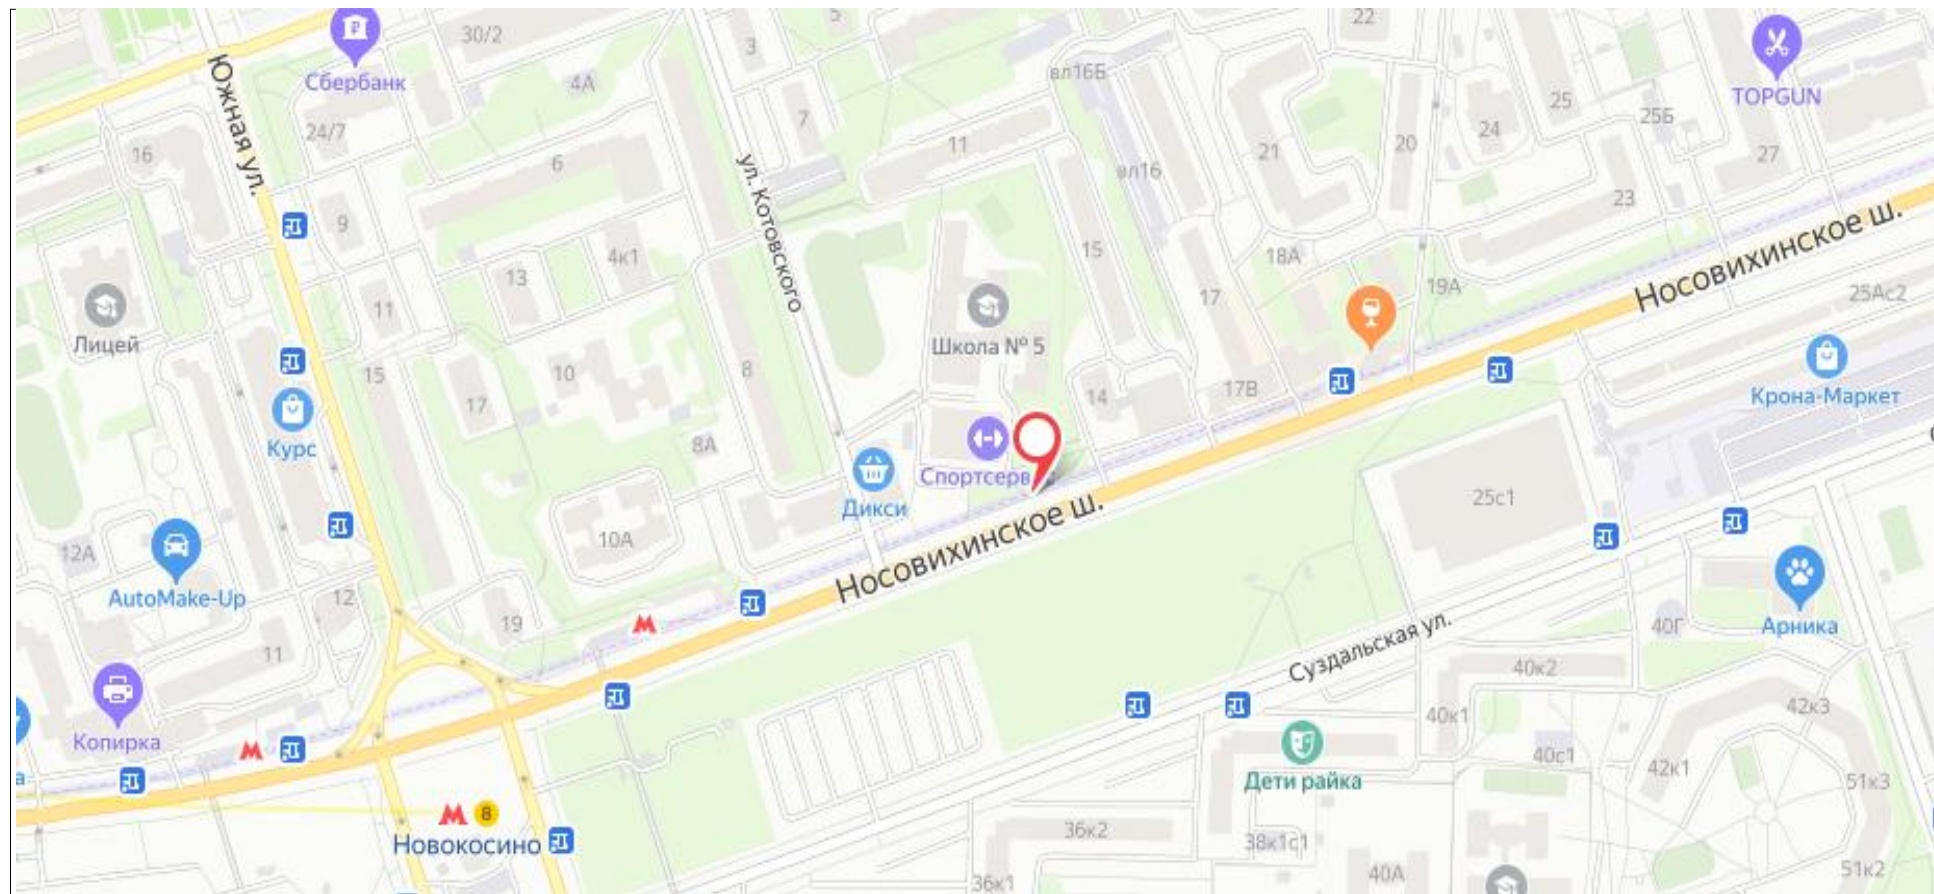 30/2
5
22
Сбербанк
4А
3
вл16Б
TOPGUN
Южная ул.
16
24/7
6
7
11
вл16
21
20
24
25
25Б
27
ул. Котовского
9
4к1
13
15
18А
23
Носовихинское ш.
Лицей
11
Школа № 5
17
19А
25Ас2
15
10
17
8
14
17В
Крона-Маркет
Курс
8А
Спортсерв
Дикси
25с1
10А
Носовихинское ш.
12А
AutoMake-Up
12
19
11
М
Суздальская ул.
40Г
Арника
40к2
Копирка
М
40к1
42к3
Дети райка
40с1
42к1
51к3
М 8
Новокосино
36к2
38к1с1
40А
36к1
51к2